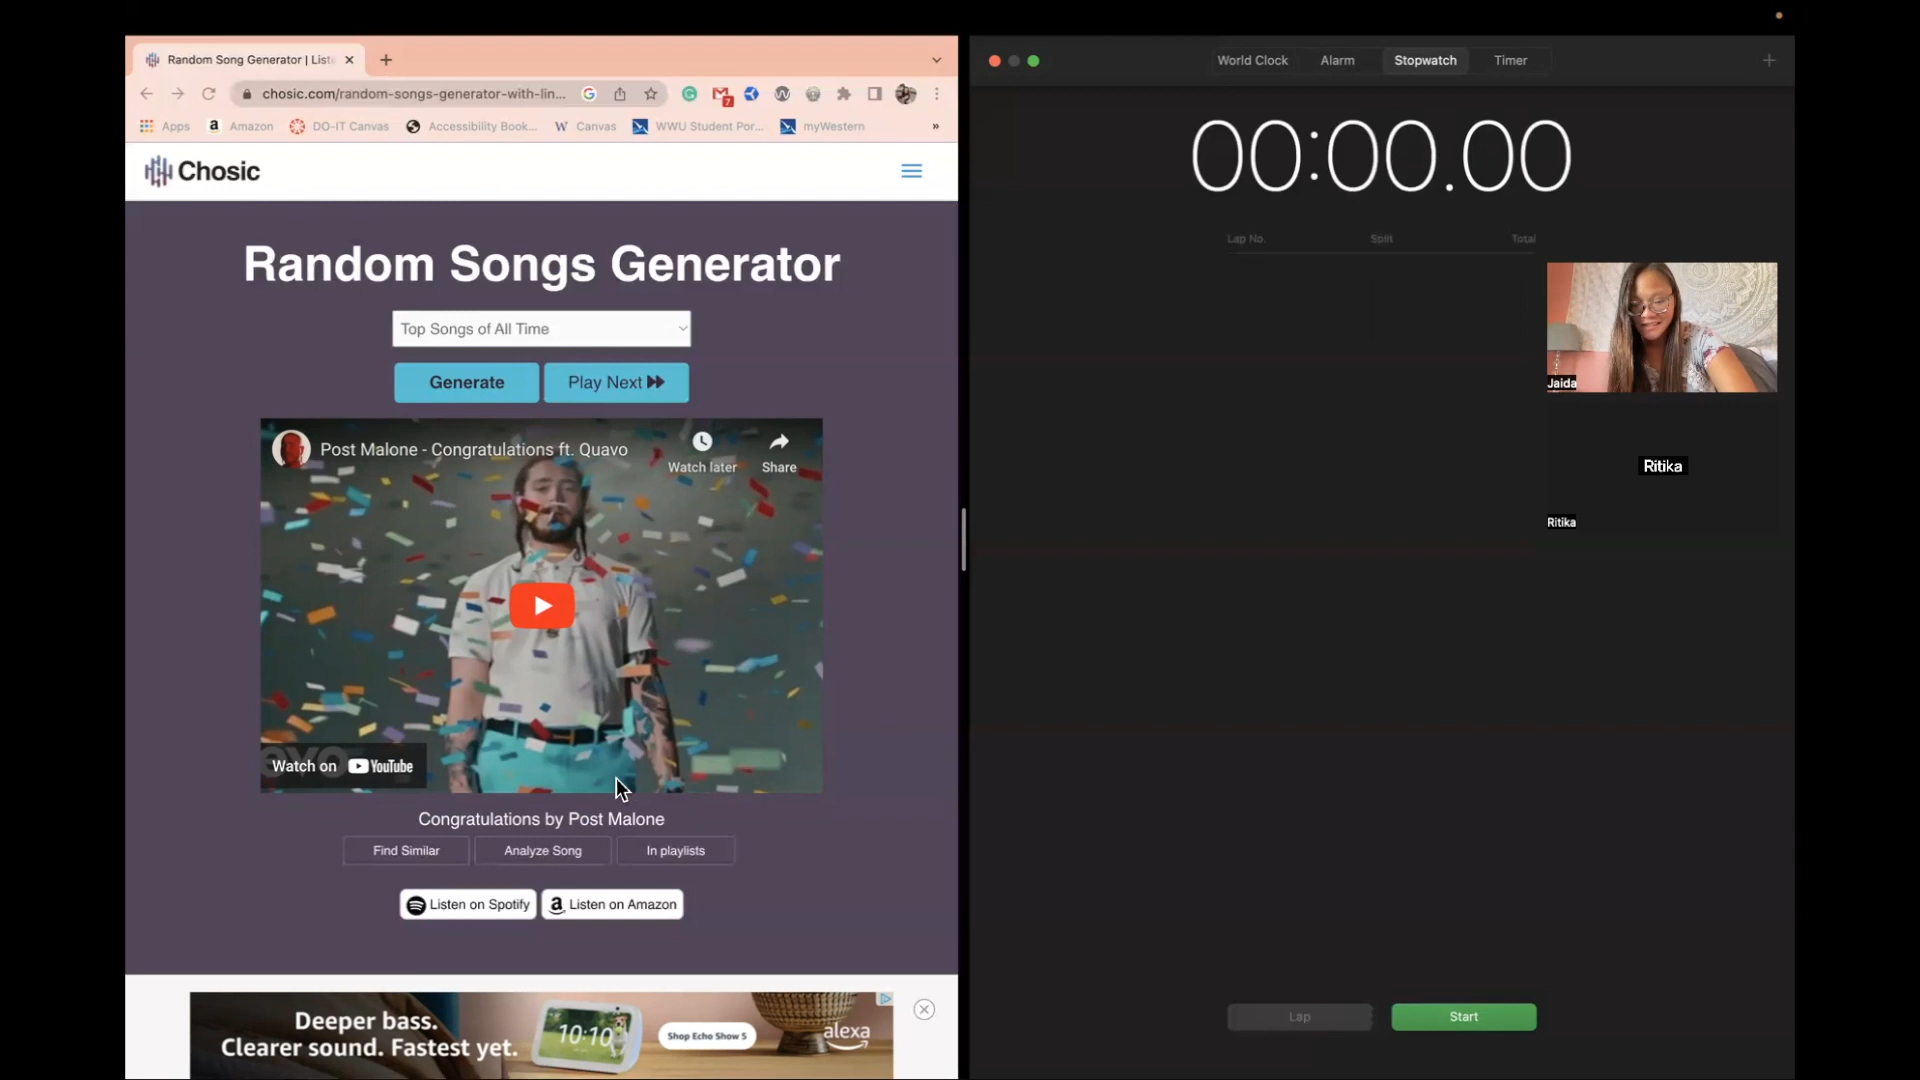 Random Song Generator | Liste
chosic.com/random-songs-generator-with-lin...
7
Apps
Amazon
DO-IT Canvas
Accessibility Book...
Canvas
WWU Student Por...
myWestern
»
Chosic
Random Songs Generator
Top Songs of All Time
Generate
Play Next
Post Malone - Congratulations ft. Quavo
Watch later
Share
Watch on YouTube
Congratulations by Post Malone
Find Similar
Analyze Song
In playlists
Listen on Spotify
Listen on Amazon
Deeper bass.
Clearer sound. Fastest yet.
10:10
Shop Echo Show 5
alexa
World Clock
Alarm
Stopwatch
Timer
00:00.00
Lap No.
Split
Total
Jaida
Ritika
Ritika
Lap
Start